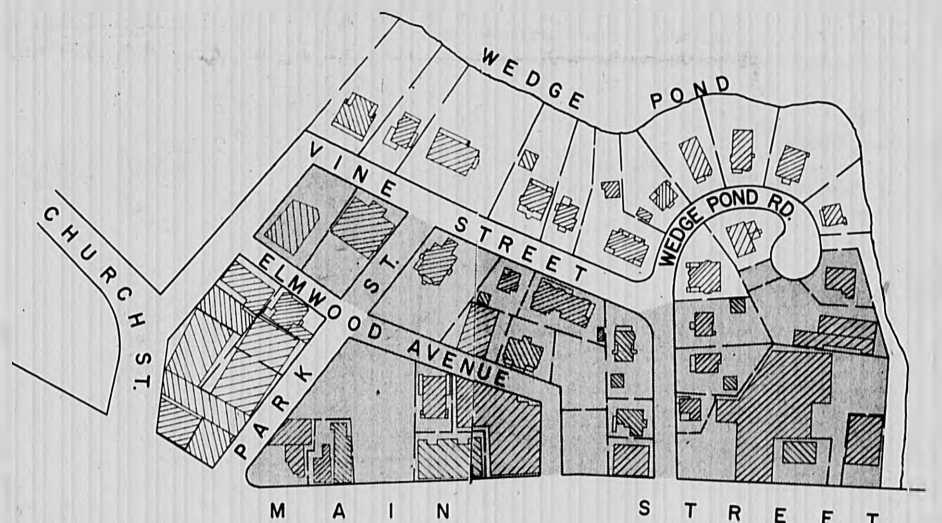 WEDGE POND
VINE STREET
WEDGE POND RD.
CHURCH ST.
ELMWOOD AVENUE
PARK ST.
MAIN STREET